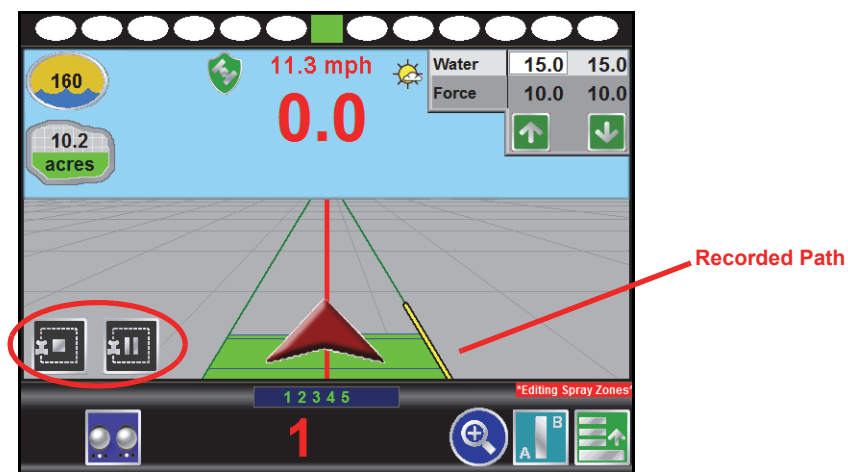 160
11.3 mph
0.0
Water 15.0 15.0
Force 10.0 10.0
10.2
acres
Recorded Path
*Editing Spray Zones*
1 2 3 4 5
1
A B